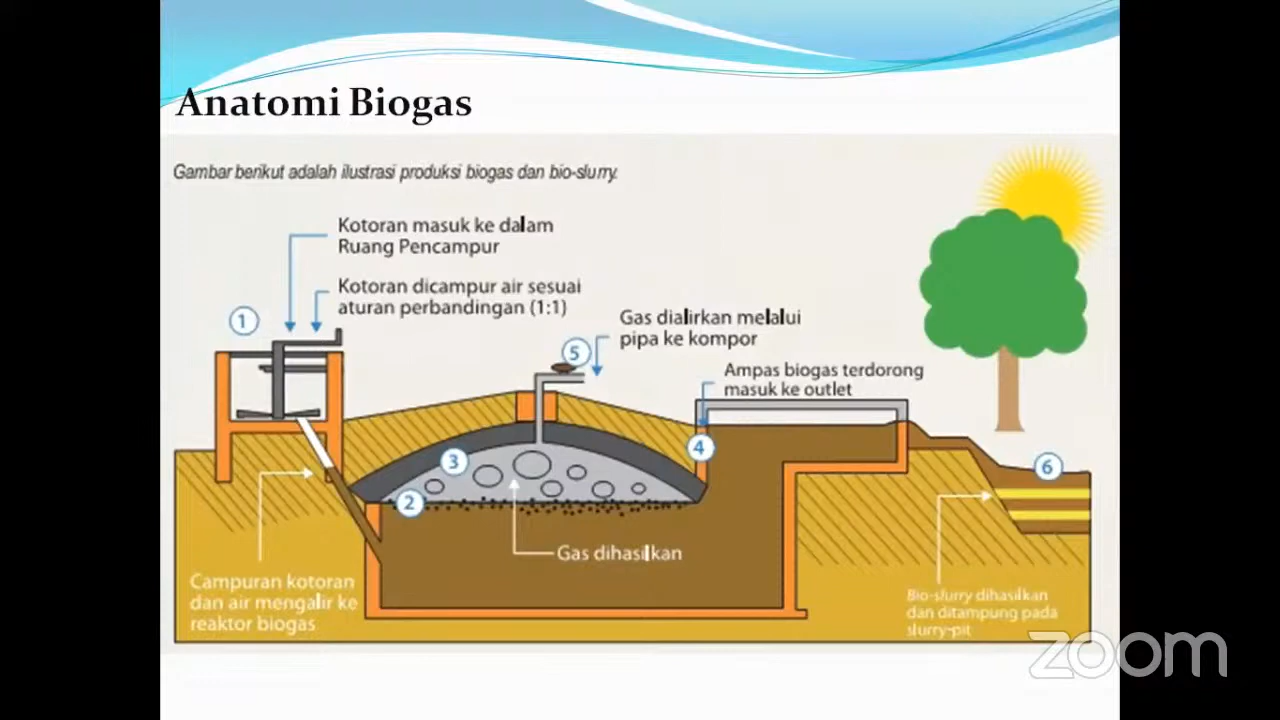 Anatomi Biogas
Gambar berikut adalah ilustrasi produksi biogas dan bio-slurry.
Kotoran masuk ke dalam
Ruang Pencampur
Kotoran dicampur air sesuai
aturan perbandingan (1:1)
1
Gas dialirkan melalui
pipa ke kompor
5
Ampas biogas terdorong
masuk ke outlet
4
3
6
2
Gas dihasilkan
Campuran kotoran
dan air mengalir ke
reaktor biogas
Bio-slurry dihasilkan
dan ditampung pada
slurry-pit
zoom